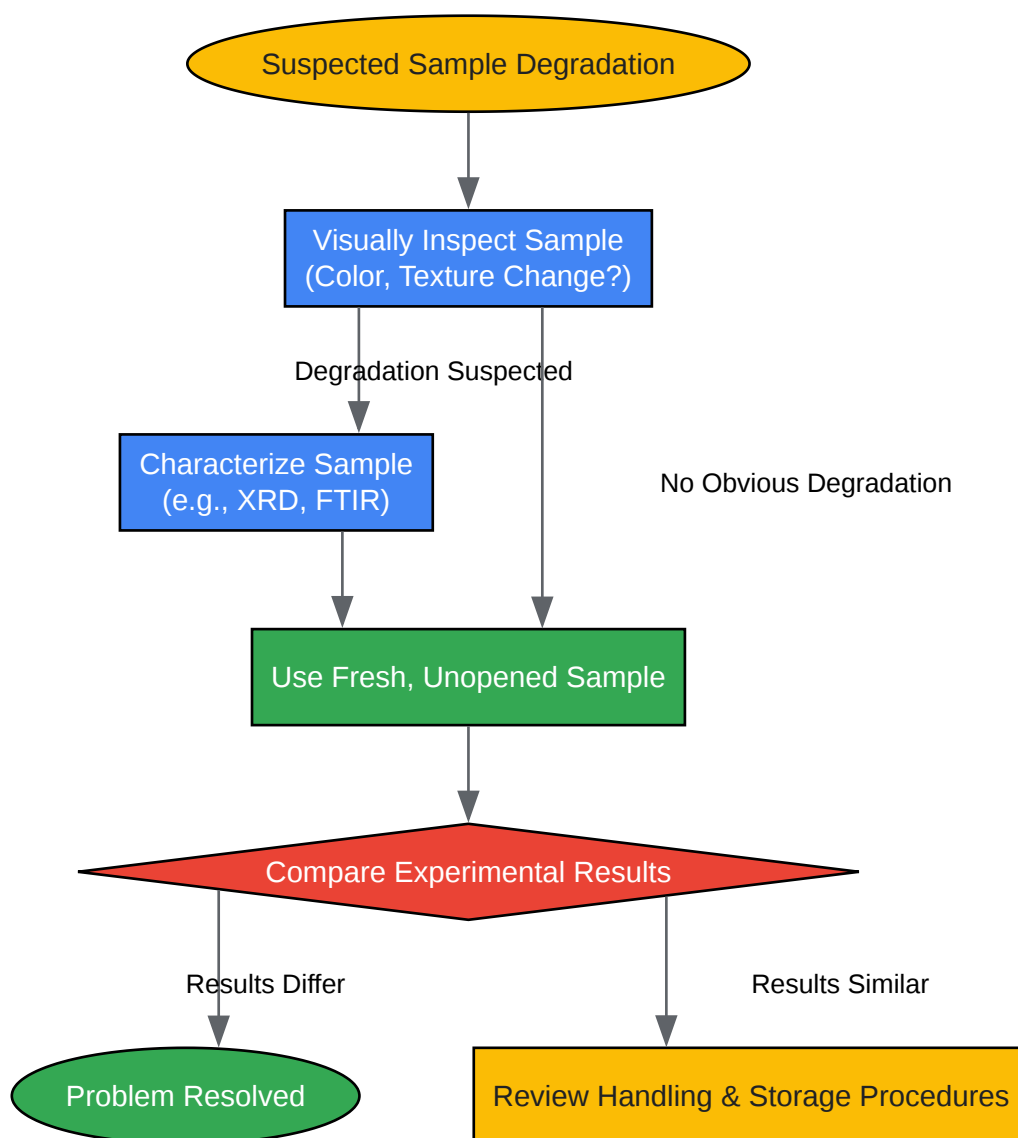 Suspected Sample Degradation
Visually Inspect Sample
(Color, Texture Change?)
Degradation Suspected
Characterize Sample
(e.g., XRD, FTIR)
No Obvious Degradation
Use Fresh, Unopened Sample
Compare Experimental Results
Results Differ
Results Similar
Problem Resolved
Review Handling & Storage Procedures